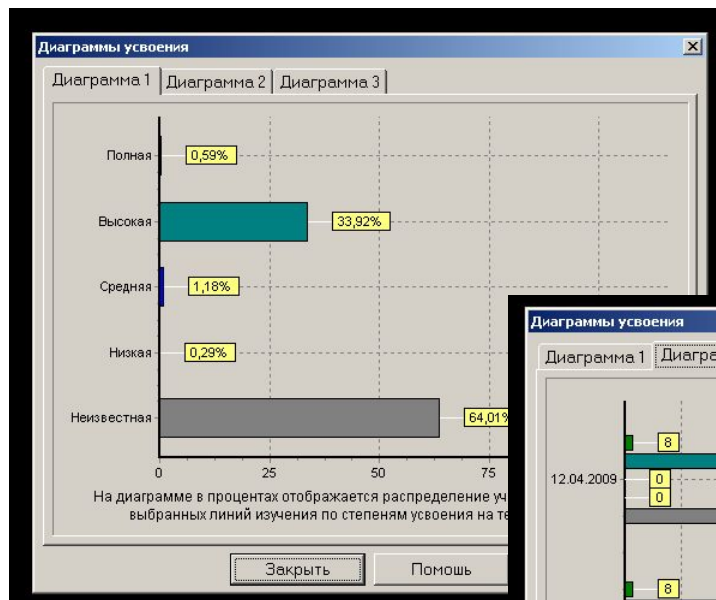 Диаграммы усвоения
Диаграмма 1 Диаграмма 2 Диаграмма 3
Полная 0,59%
Высокая 33,92%
Средняя 1,18%
Низкая 0,29%
Неизвестная 64,01%
0 25 50 75
На диаграмме в процентах отображается распределение уч
выбранных линий изучения по степеням усвоения на те
Закрыть Помошь
Диаграммы усвоения
Диаграмма 1 Диагра
8
12.04.2009 0
0
8